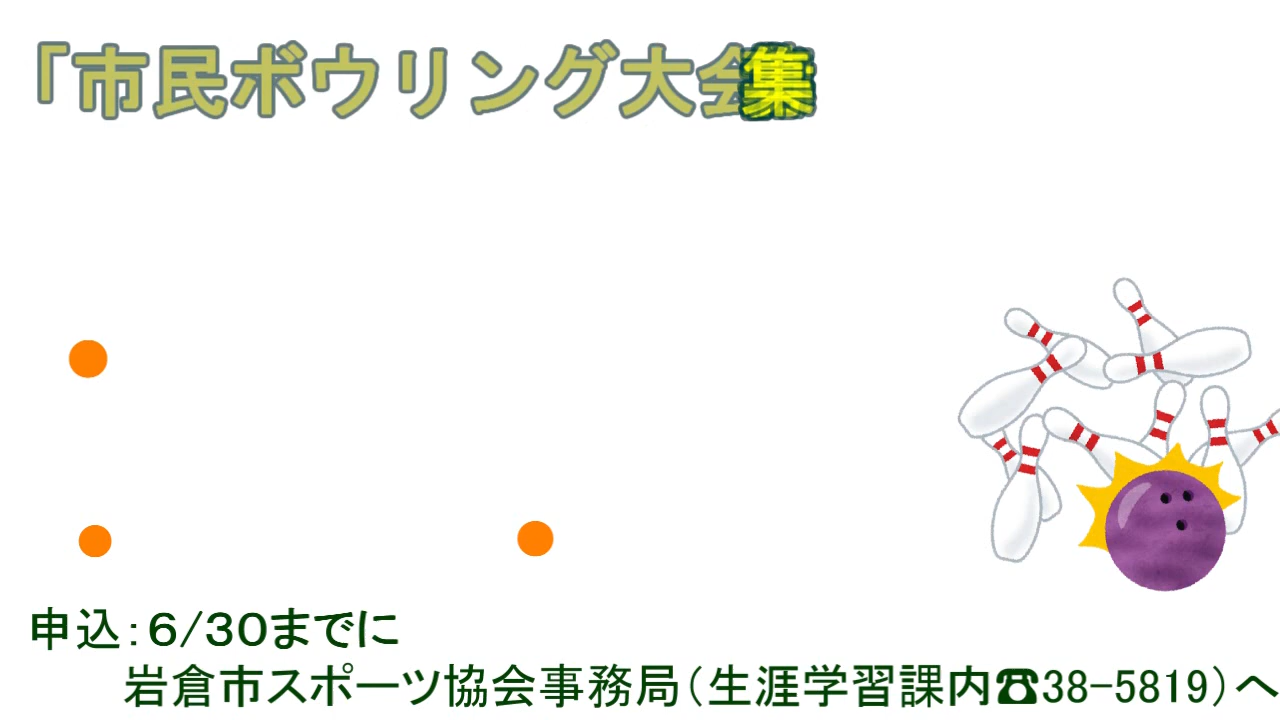 「市民ボウリング大会集
申込：６/３０までに
岩倉市スポーツ協会事務局（生涯学習課内☎38-5819）へ